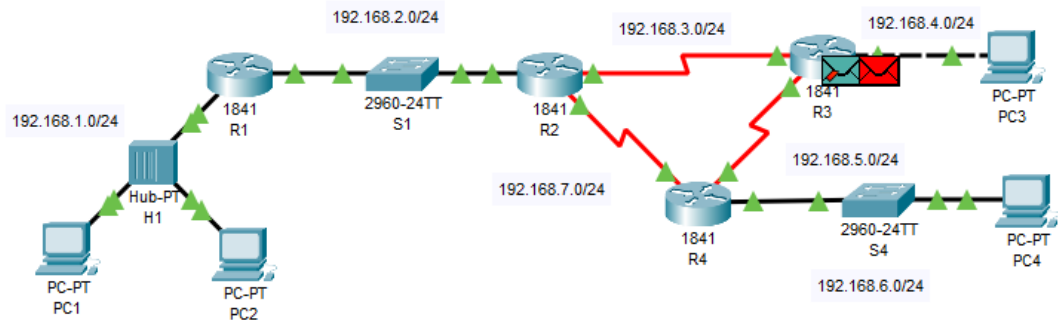 192.168.2.0/24
192.168.3.0/24
192.168.4.0/24
192.168.1.0/24
1841
R1
2960-24TT
S1
1841
R2
1841
R3
PC-PT
PC3
Hub-PT
H1
192.168.7.0/24
192.168.5.0/24
1841
R4
2960-24TT
S4
PC-PT
PC4
PC-PT
PC1
PC-PT
PC2
192.168.6.0/24